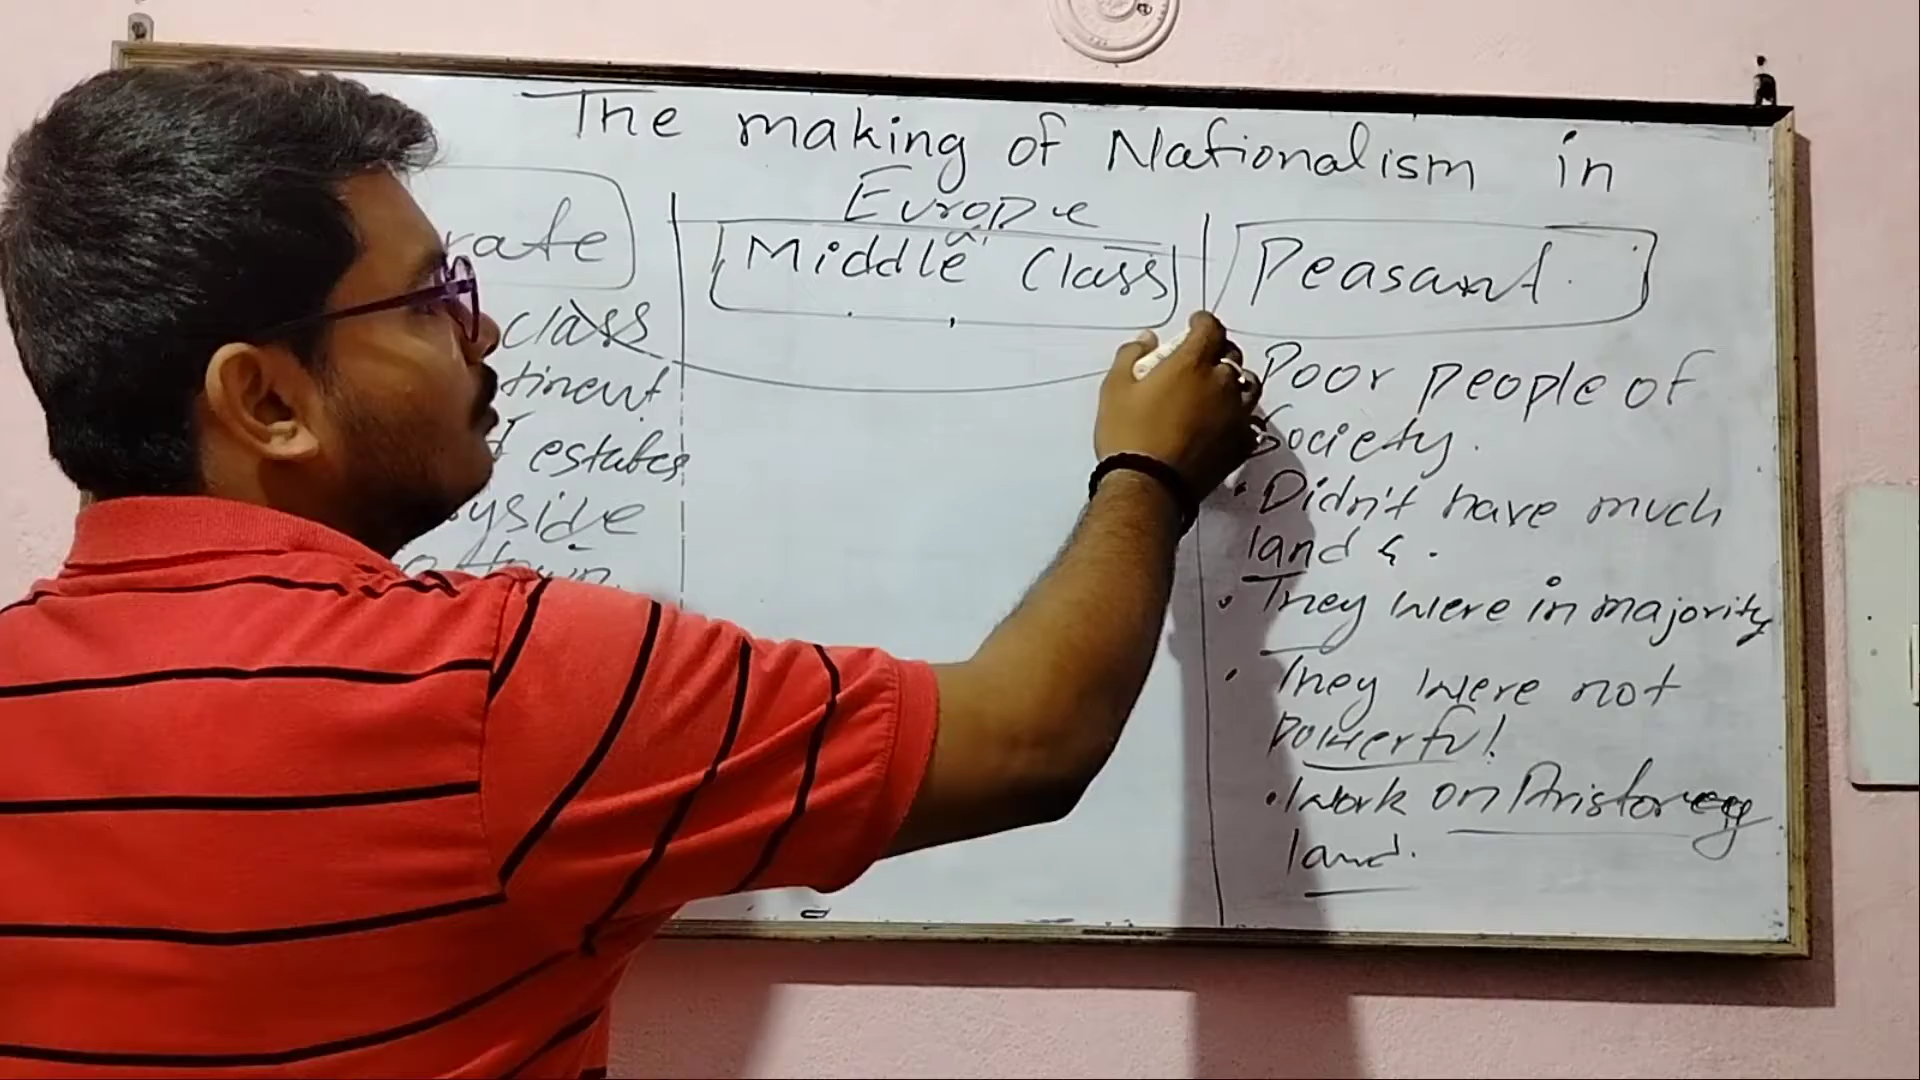 The making of Nationalism in
Europe
rate
class
tinent
estates
yside
town.
Middle Class
Peasant.
Poor people of
Society.
• Didn't have much
land & .
• They were in majority
• They were not
powerful
• Work on
land.